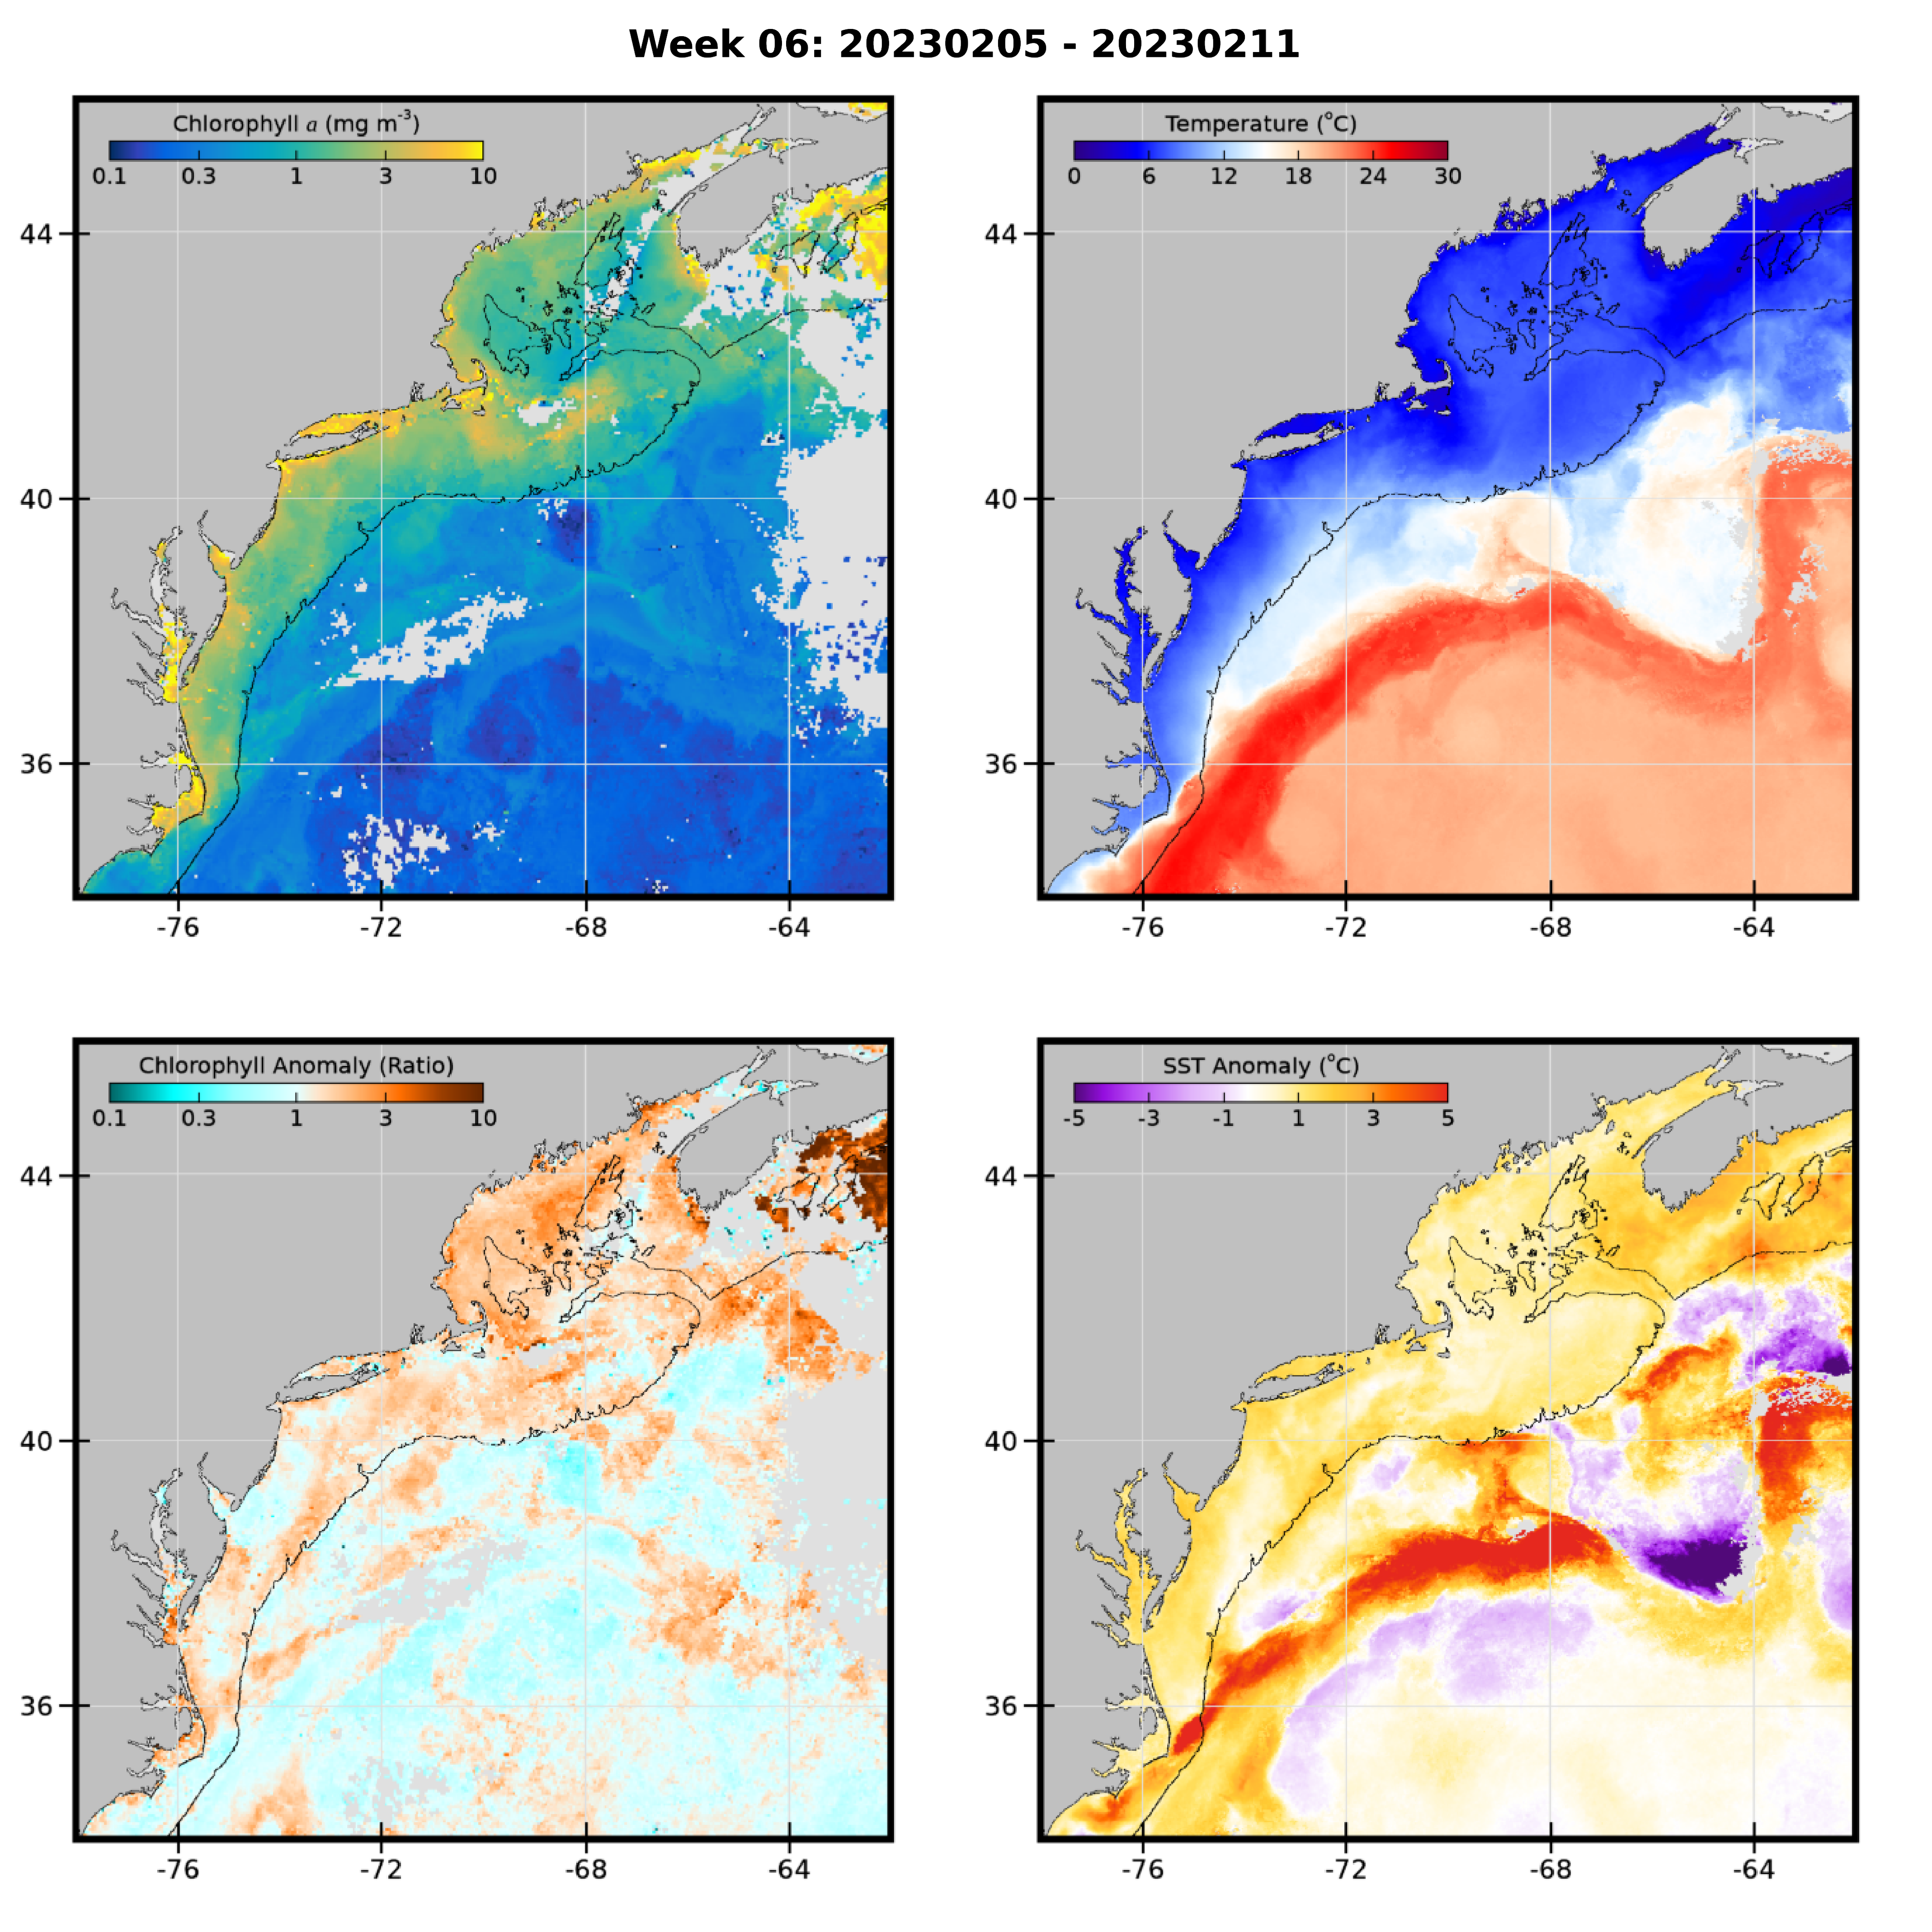 Week 06: 20230205 - 20230211
Chlorophyll a (mg m⁻³)
0.1 0.3 1 3 10
44
40
36
-76 -72 -68 -64
Temperature (°C)
0 6 12 18 24 30
44
40
36
-76 -72 -68 -64
Chlorophyll Anomaly (Ratio)
0.1 0.3 1 3 10
44
40
36
-76 -72 -68 -64
SST Anomaly (°C)
-5 -3 -1 1 3 5
44
40
36
-76 -72 -68 -64